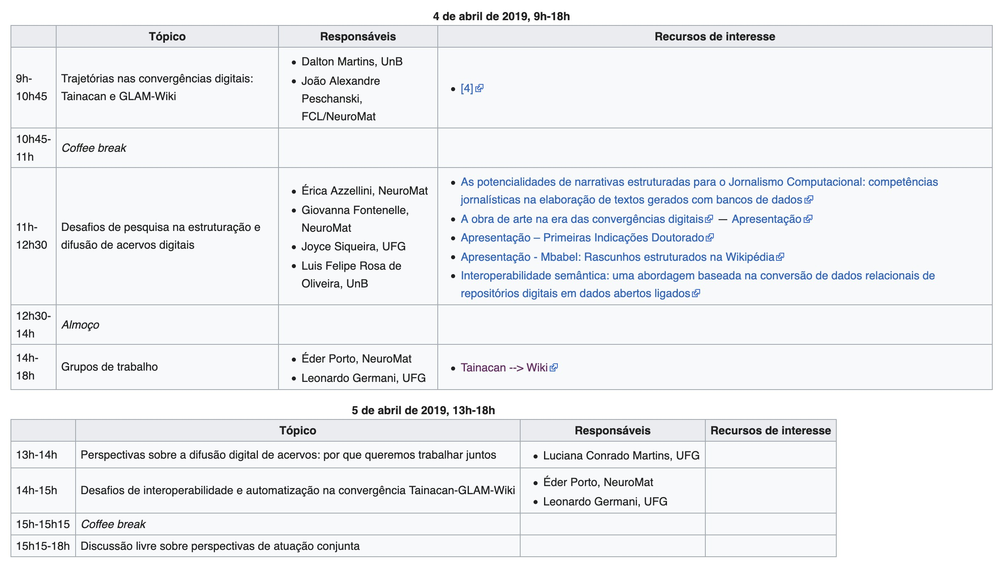 4 de abril de 2019, 9h-18h
Tópico Responsáveis Recursos de interesse
9h-
10h45
Trajetórias nas convergências digitais:
Tainacan e GLAM-Wiki
• Dalton Martins, UnB
• João Alexandre
Peschanski,
FCL/NeuroMat
• [4]
10h45-
11h
Coffee break
11h-
12h30
Desafios de pesquisa na estruturação e
difusão de acervos digitais
• Érica Azzellini, NeuroMat
• Giovanna Fontenelle,
NeuroMat
• Joyce Siqueira, UFG
• Luis Felipe Rosa de
Oliveira, UnB
• As potencialidades de narrativas estruturadas para o Jornalismo Computacional: competências
jornalísticas na elaboração de textos gerados com bancos de dados
• A obra de arte na era das convergências digitais — Apresentação
• Apresentação – Primeiras Indicações Doutorado
• Apresentação - Mbabel: Rascunhos estruturados na Wikipédia
• Interoperabilidade semântica: uma abordagem baseada na conversão de dados relacionais de
repositórios digitais em dados abertos ligados
12h30-
14h
Almoço
14h-
18h
Grupos de trabalho
• Éder Porto, NeuroMat
• Leonardo Germani, UFG
• Tainacan --> Wiki
5 de abril de 2019, 13h-18h
Tópico Responsáveis Recursos de interesse
13h-14h Perspectivas sobre a difusão digital de acervos: por que queremos trabalhar juntos • Luciana Conrado Martins, UFG
14h-15h Desafios de interoperabilidade e automatização na convergência Tainacan-GLAM-Wiki
• Éder Porto, NeuroMat
• Leonardo Germani, UFG
15h-15h15 Coffee break
15h15-18h Discussão livre sobre perspectivas de atuação conjunta